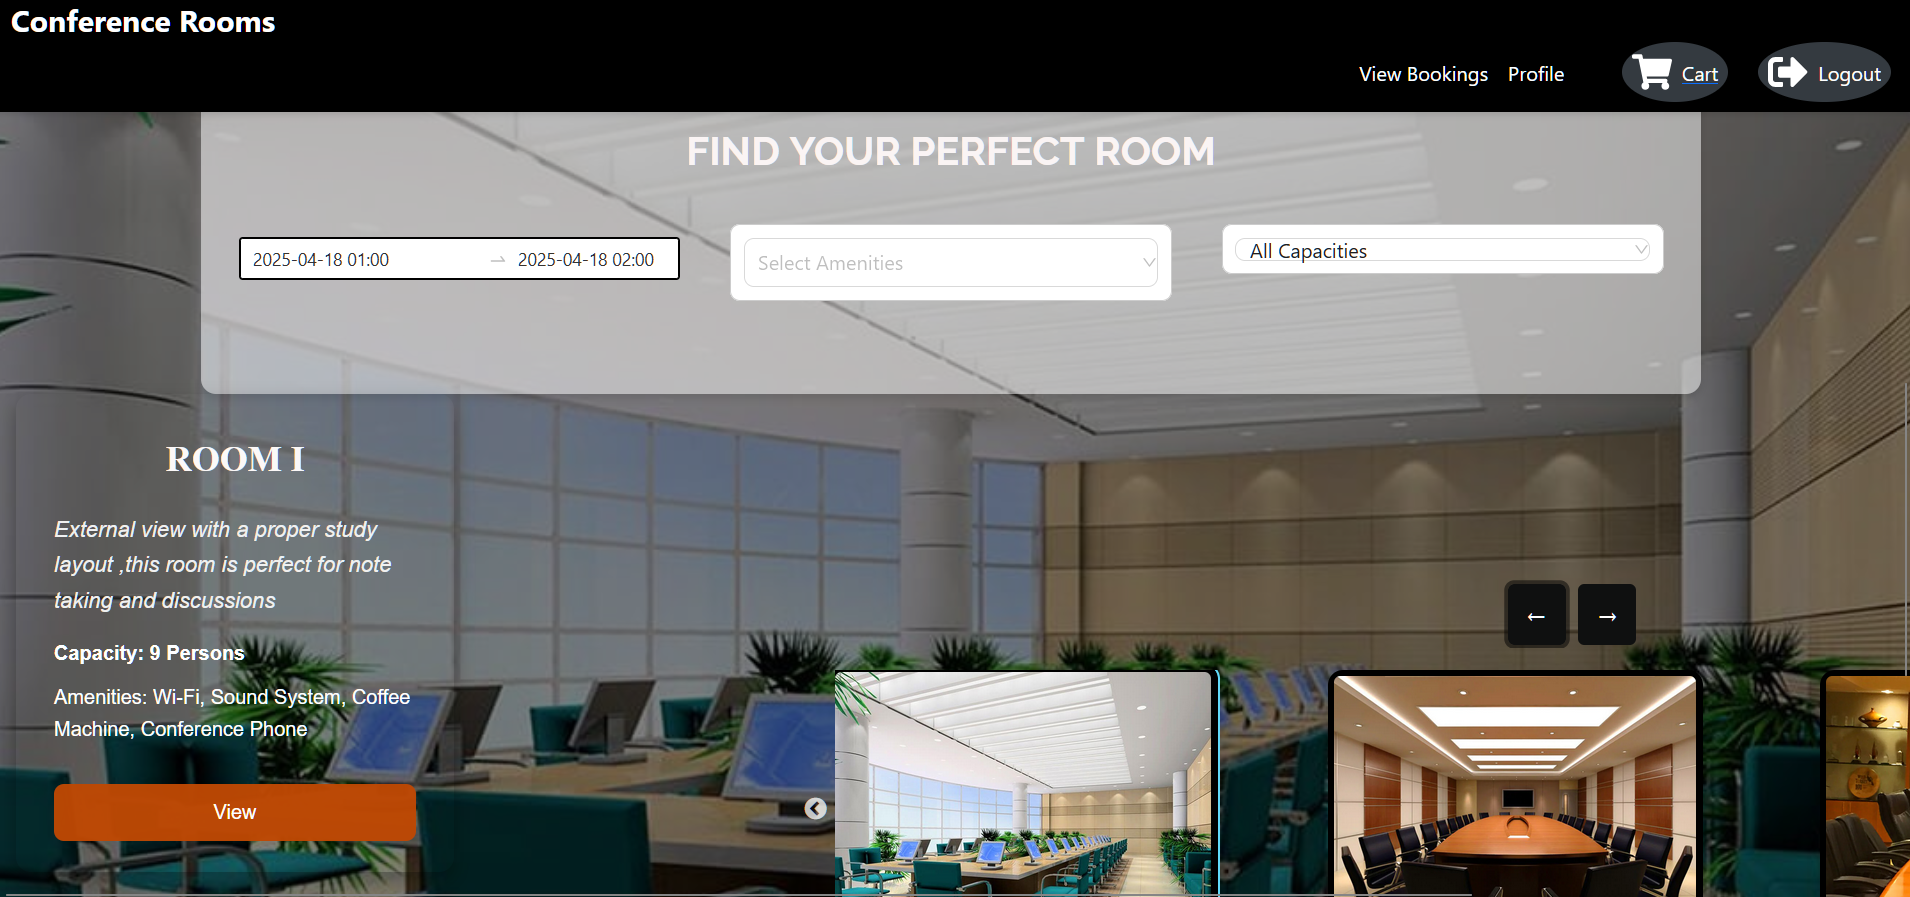 Conference Rooms
View Bookings Profile Cart Logout
FIND YOUR PERFECT ROOM
2025-04-18 01:00 → 2025-04-18 02:00
Select Amenities
All Capacities
ROOM I
External view with a proper study
layout ,this room is perfect for note
taking and discussions
Capacity: 9 Persons
Amenities: Wi-Fi, Sound System, Coffee
Machine, Conference Phone
View
← →